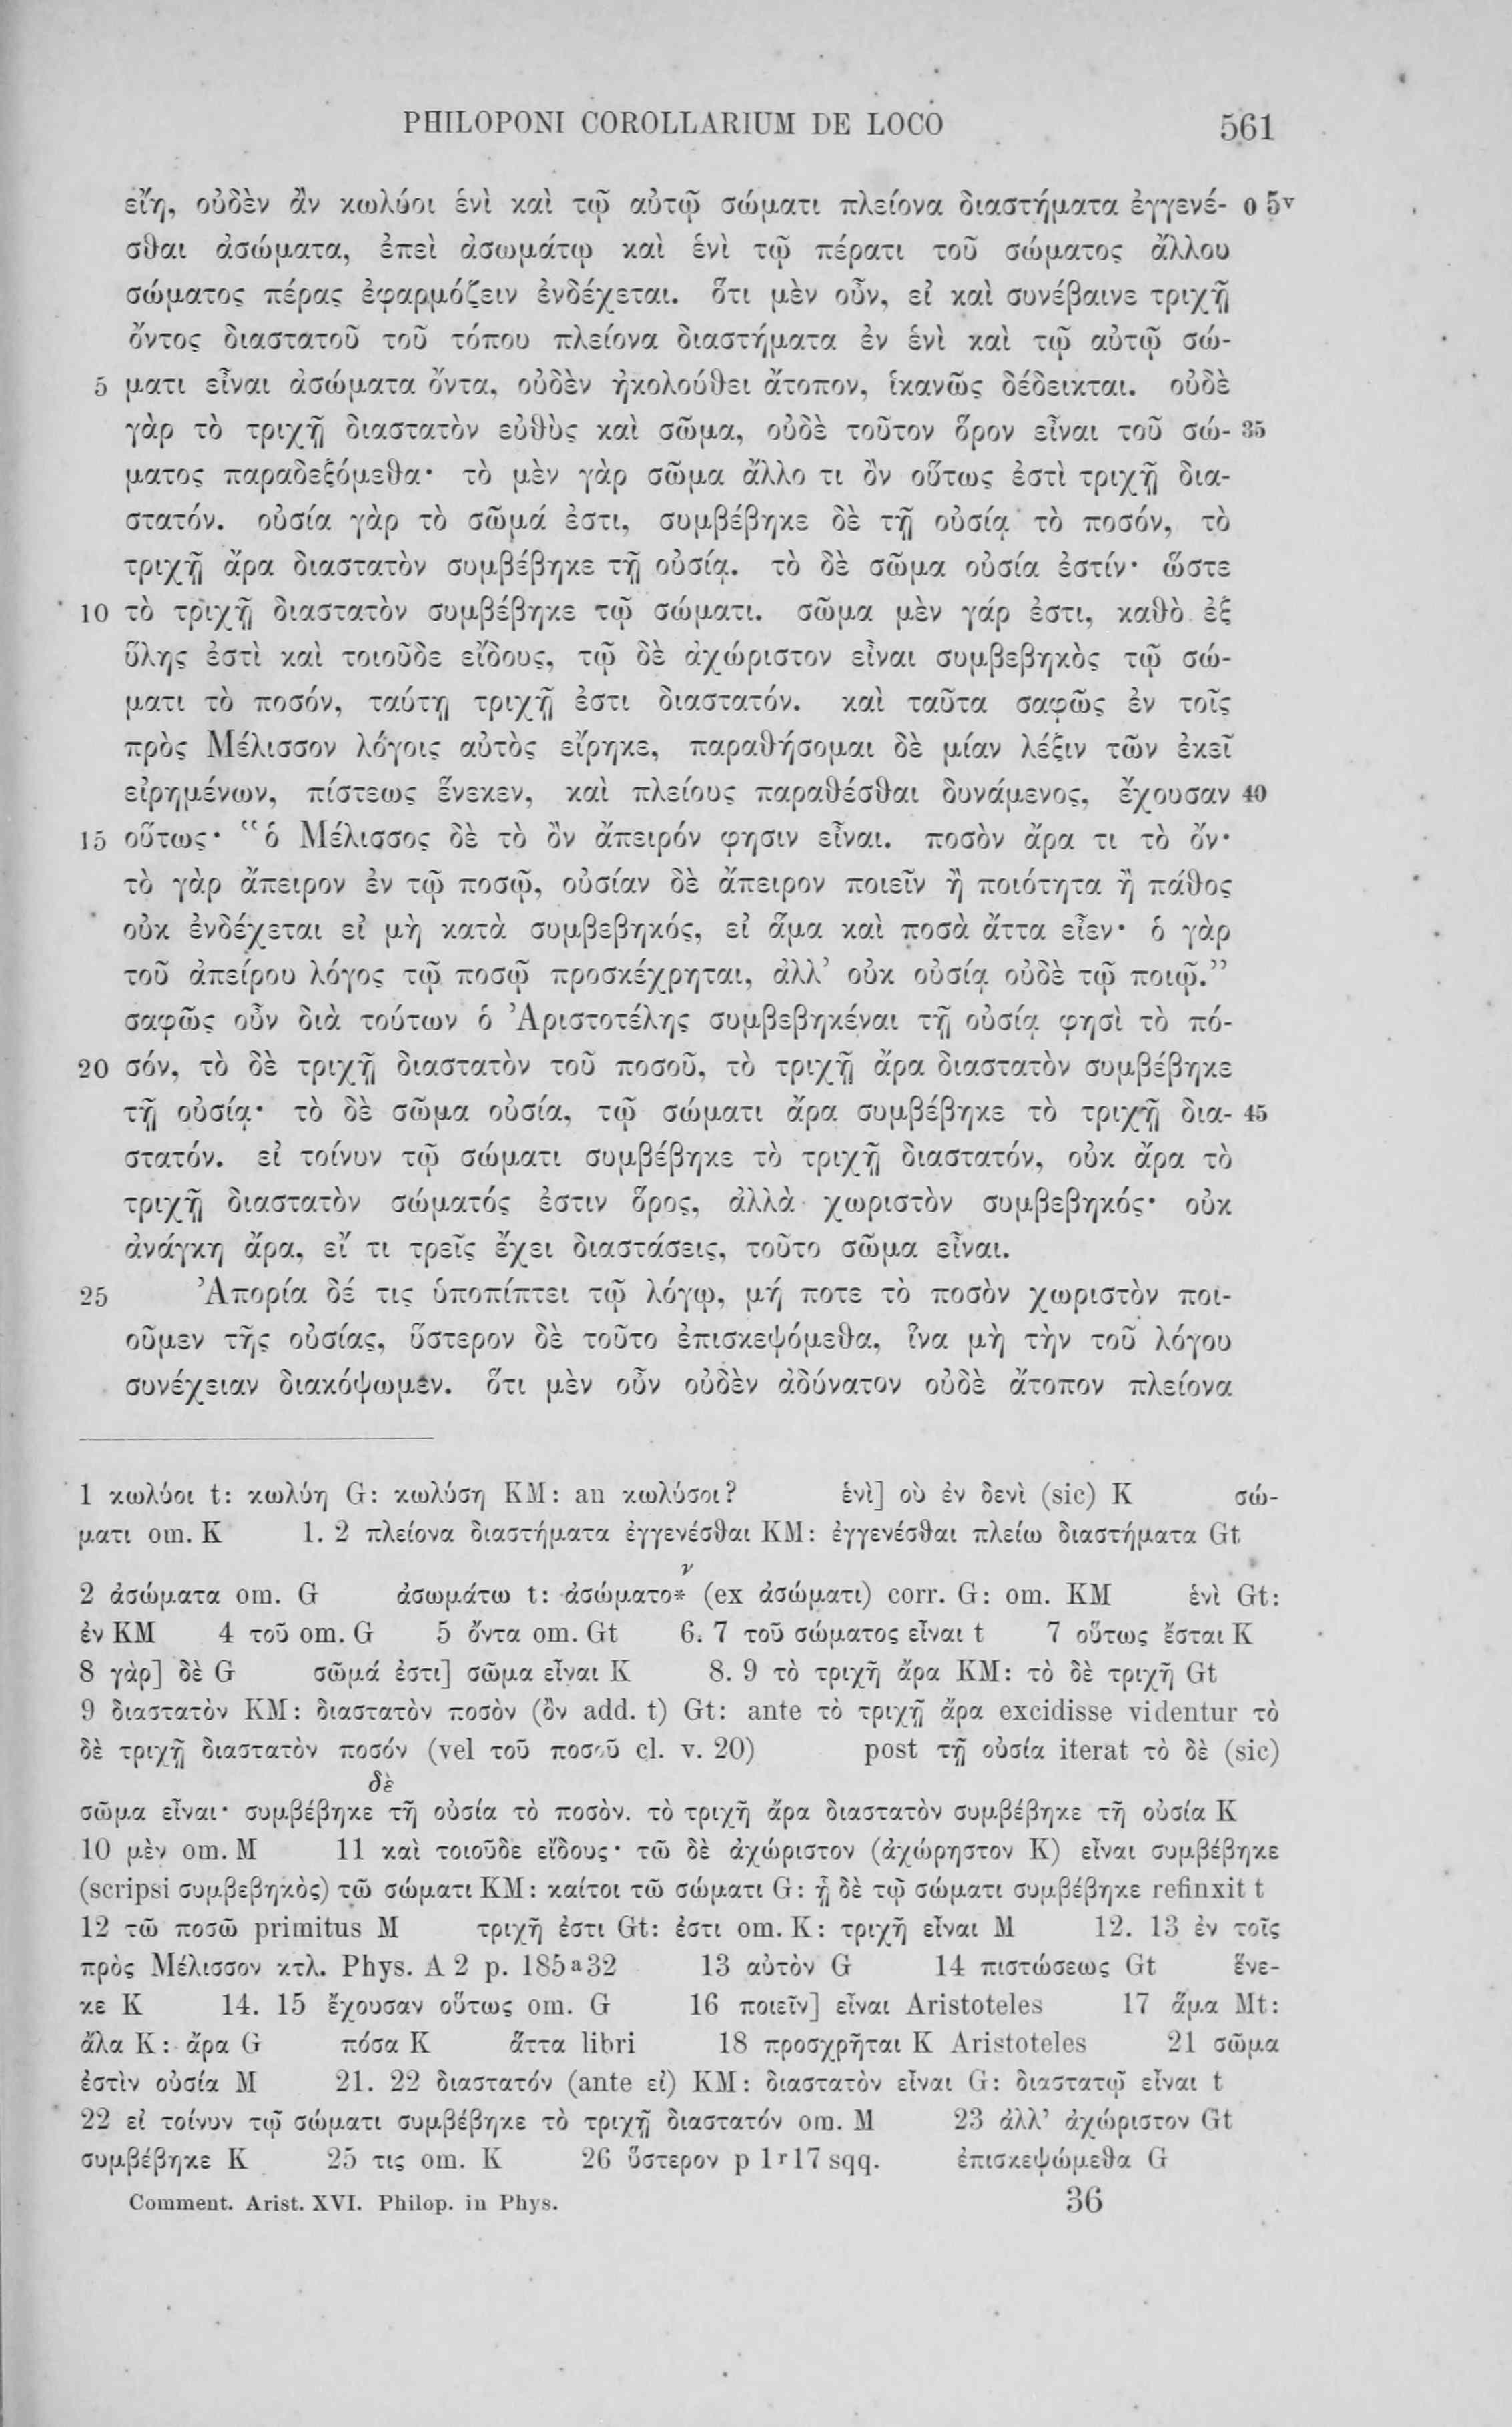 PHILOPONI COROLLARIUM DE LOCO 561
εἴη, οὐδὲν ἂν κωλύοι ἑνὶ καὶ τῷ αὐτῷ σώματι πλείονα διαστήματα ἐγγενέ- o 5v
σθαι ἀσώματα, ἐπεὶ ἀσωμάτῳ καὶ ἑνὶ τῷ πέρατι τοῦ σώματος ἄλλου
σώματος πέρας ἐφαρμόζειν ἐνδέχεται. ὅτι μὲν οὖν, εἰ καὶ συνέβαινε τριχῇ
ὄντος διαστατοῦ τοῦ τόπου πλείονα διαστήματα ἐν ἑνὶ καὶ τῷ αὐτῷ σώ-
5 ματι εἶναι ἀσώματα ὄντα, οὐδὲν ἠκολούθει ἄτοπον, ἱκανῶς δέδεικται. οὐδὲ
γὰρ τὸ τριχῇ διαστατὸν εὐθὺς καὶ σῶμα, οὐδὲ τοῦτον ὅρον εἶναι τοῦ σώ- 35
ματος παραδεξόμεθα· τὸ μὲν γὰρ σῶμα ἄλλο τι ὂν οὕτως ἐστὶ τριχῇ δια-
στατόν. οὐσία γὰρ τὸ σῶμά ἐστι, συμβέβηκε δὲ τῇ οὐσίᾳ τὸ ποσόν, τὸ
τριχῇ ἄρα διαστατὸν συμβέβηκε τῇ οὐσίᾳ. τὸ δὲ σῶμα οὐσία ἐστίν· ὥστε
10 τὸ τριχῇ διαστατὸν συμβέβηκε τῷ σώματι. σῶμα μὲν γάρ ἐστι, καθὸ ἐξ
ὕλης ἐστὶ καὶ τοιοῦδε εἴδους, τῷ δὲ ἀχώριστον εἶναι συμβεβηκὸς τῷ σώ-
ματι τὸ ποσόν, ταύτῃ τριχῇ ἐστι διαστατόν. καὶ ταῦτα σαφῶς ἐν τοῖς
πρὸς Μέλισσον λόγοις αὐτὸς εἴρηκε, παραθήσομαι δὲ μίαν λέξιν τῶν ἐκεῖ
εἰρημένων, πίστεως ἕνεκεν, καὶ πλείους παραθέσθαι δυνάμενος, ἔχουσαν 40
15 οὕτως· “ὁ Μέλισσος δὲ τὸ ὂν ἄπειρόν φησιν εἶναι. ποσὸν ἄρα τι τὸ ὄν·
τὸ γὰρ ἄπειρον ἐν τῷ ποσῷ, οὐσίαν δὲ ἄπειρον ποιεῖν ἢ ποιότητα ἢ πάθος
οὐκ ἐνδέχεται εἰ μὴ κατὰ συμβεβηκός, εἰ ἅμα καὶ ποσὰ ἄττα εἶεν· ὁ γὰρ
τοῦ ἀπείρου λόγος τῷ ποσῷ προσκέχρηται, ἀλλ’ οὐκ οὐσίᾳ οὐδὲ τῷ ποιῷ.”
σαφῶς οὖν διὰ τούτων ὁ Ἀριστοτέλης συμβεβηκέναι τῇ οὐσίᾳ φησὶ τὸ πό-
20 σόν, τὸ δὲ τριχῇ διαστατὸν τοῦ ποσοῦ, τὸ τριχῇ ἄρα διαστατὸν συμβέβηκε
τῇ οὐσίᾳ· τὸ δὲ σῶμα οὐσία, τῷ σώματι ἄρα συμβέβηκε τὸ τριχῇ δια- 45
στατόν. εἰ τοίνυν τῷ σώματι συμβέβηκε τὸ τριχῇ διαστατόν, οὐκ ἄρα τὸ
τριχῇ διαστατὸν σώματός ἐστιν ὅρος, ἀλλὰ χωριστὸν συμβεβηκός· οὐκ
ἀνάγκη ἄρα, εἴ τι τρεῖς ἔχει διαστάσεις, τοῦτο σῶμα εἶναι.
25 Ἀπορία δέ τις ὑποπίπτει τῷ λόγῳ, μή ποτε τὸ ποσὸν χωριστὸν ποι-
οῦμεν τῆς οὐσίας, ὕστερον δὲ τοῦτο ἐπισκεψόμεθα, ἵνα μὴ τὴν τοῦ λόγου
συνέχειαν διακόψωμεν. ὅτι μὲν οὖν οὐδὲν ἀδύνατον οὐδὲ ἄτοπον πλείονα
1 κωλύοι t: κωλύη G: κωλύση KM: an κωλύσοι? ἑνὶ] οὐ ἐν δενὶ (sic) K σώ-
ματι om. K 1. 2 πλείονα διαστήματα ἐγγενέσθαι KM: ἐγγενέσθαι πλείω διαστήματα Gt
ν
2 ἀσώματα om. G ἀσωμάτω t: ἀσώματο* (ex ἀσώματι) corr. G: om. KM ἑνὶ Gt:
ἐν KM 4 τοῦ om. G 5 ὄντα om. Gt 6. 7 τοῦ σώματος εἶναι t 7 οὕτως ἔσται K
8 γὰρ] δὲ G σῶμά ἐστι] σῶμα εἶναι K 8. 9 τὸ τριχῆ ἄρα KM: τὸ δὲ τριχῆ Gt
9 διαστατὸν KM: διαστατὸν ποσὸν (ὂν add. t) Gt: ante τὸ τριχῇ ἄρα excidisse videntur τὸ
δὲ τριχῇ διαστατὸν ποσόν (vel τοῦ ποσοῦ cl. v. 20) post τῇ οὐσία iterat τὸ δὲ (sic)
δὲ
σῶμα εἶναι· συμβέβηκε τῆ οὐσία τὸ ποσὸν. τὸ τριχῆ ἄρα διαστατὸν συμβέβηκε τῆ οὐσία K
10 μὲν om. M 11 καὶ τοιοῦδε εἴδους· τῶ δὲ ἀχώριστον (ἀχώρηστον K) εἶναι συμβέβηκε
(scripsi συμβεβηκὸς) τῶ σώματι KM: καίτοι τῶ σώματι G: ᾗ δὲ τῷ σώματι συμβέβηκε refinxit t
12 τῶ ποσῶ primitus M τριχῆ ἐστι Gt: ἐστι om. K: τριχῆ εἶναι M 12. 13 ἐν τοῖς
πρὸς Μέλισσον κτλ. Phys. A 2 p. 185a32 13 αὐτὸν G 14 πιστώσεως Gt ἕνε-
κε K 14. 15 ἔχουσαν οὕτως om. G 16 ποιεῖν] εἶναι Aristoteles 17 ἅμα Mt:
ἄλα K: ἄρα G πόσα K ἅττα libri 18 προσχρῆται K Aristoteles 21 σῶμα
ἐστὶν οὐσία M 21. 22 διαστατόν (ante εἰ) KM: διαστατὸν εἶναι G: διαστατῷ εἶναι t
22 εἰ τοίνυν τῷ σώματι συμβέβηκε τὸ τριχῇ διαστατόν om. M 23 ἀλλ’ ἀχώριστον Gt
συμβέβηκε K 25 τις om. K 26 ὕστερον p 1r17 sqq. ἐπισκεψώμεθα G
Comment. Arist. XVI. Philop. in Phys. 36